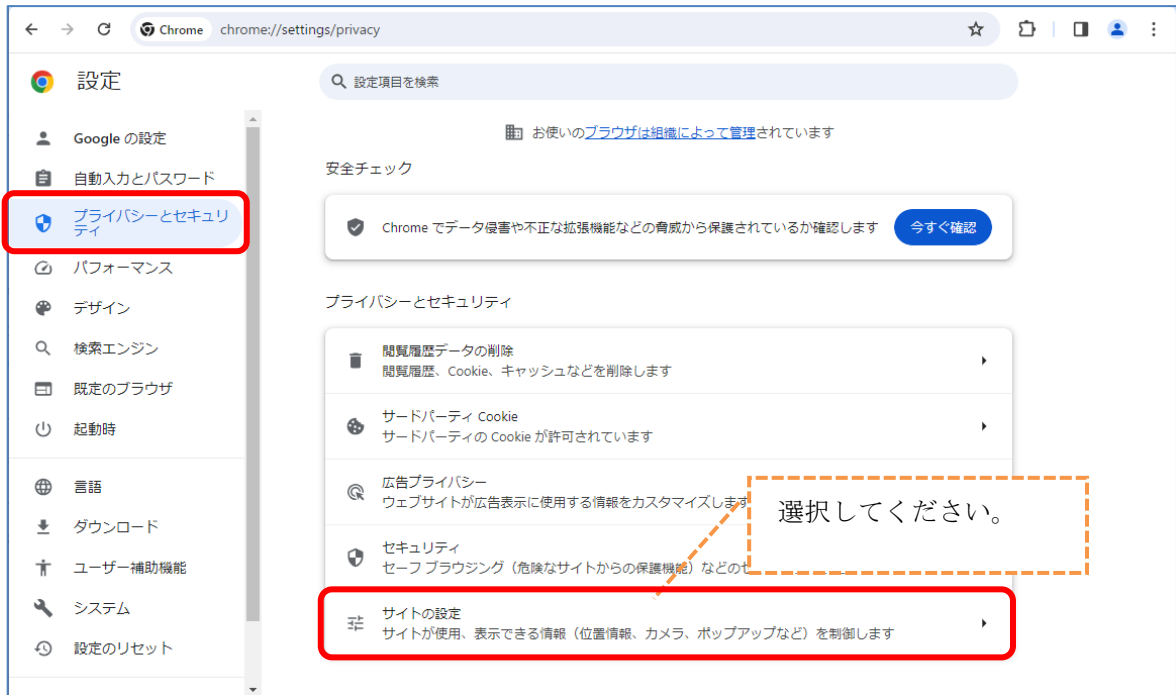 Chrome chrome://settings/privacy
設定
設定項目を検索
Google の設定
自動入力とパスワード
プライバシーとセキュリ
ティ
パフォーマンス
デザイン
検索エンジン
既定のブラウザ
起動時
言語
ダウンロード
ユーザー補助機能
システム
設定のリセット
お使いのブラウザは組織によって管理されています
安全チェック
Chrome でデータ侵害や不正な拡張機能などの脅威から保護されているか確認します
今すぐ確認
プライバシーとセキュリティ
閲覧履歴データの削除
閲覧履歴、Cookie、キャッシュなどを削除します
サードパーティ Cookie
サードパーティの Cookie が許可されています
広告プライバシー
ウェブサイトが広告表示に使用する情報をカスタマイズします
選択してください。
セキュリティ
セーフ ブラウジング（危険なサイトからの保護機能）などの
サイトの設定
サイトが使用、表示できる情報（位置情報、カメラ、ポップアップなど）を制御します